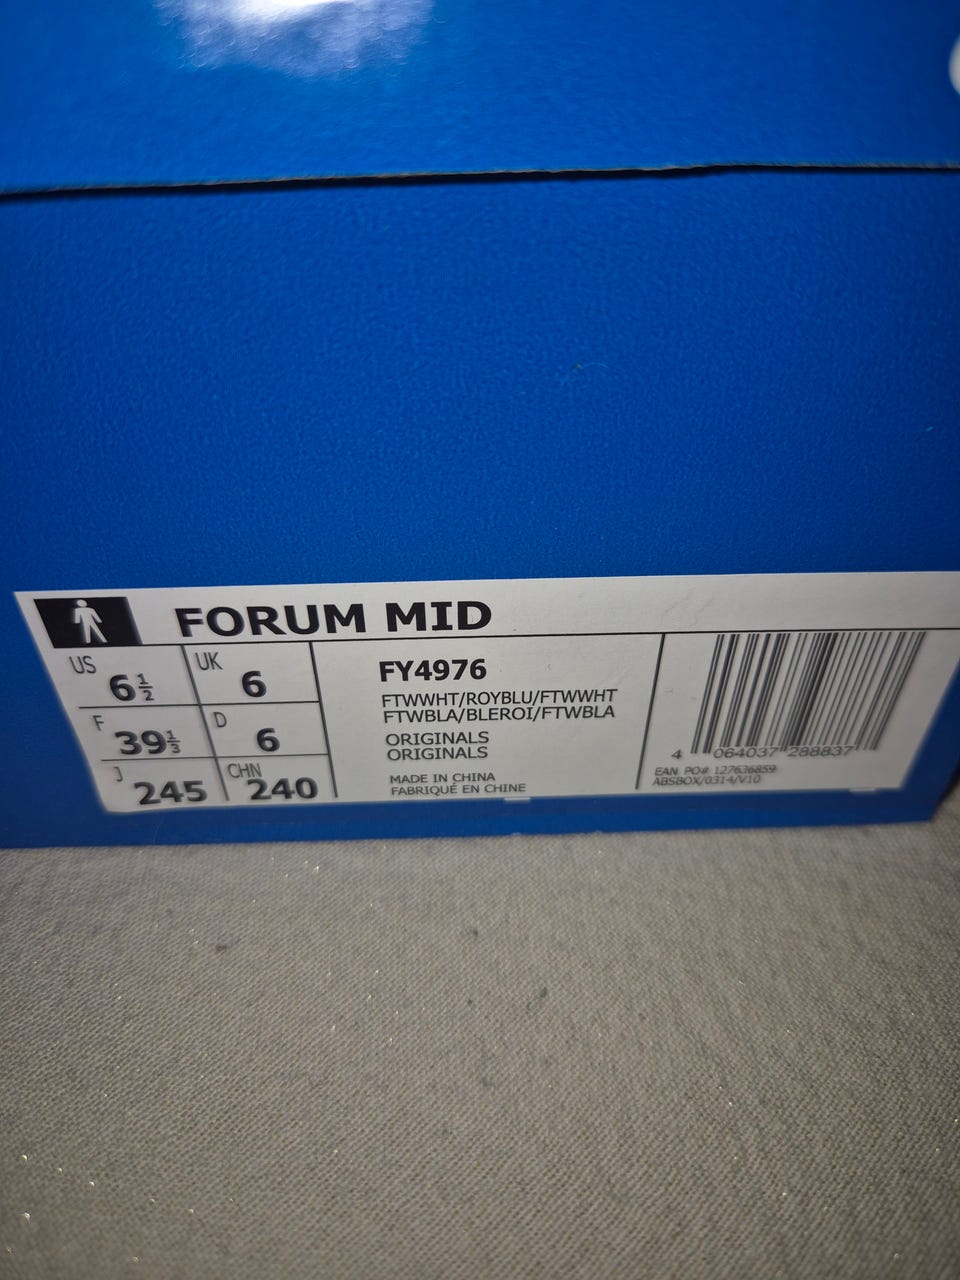 FORUM MID
US 6½ UK 6
F 39⅓ D 6
J 245 CHN 240
FY4976
FTWWHT/ROYBLU/FTWWHT
FTWBLA/BLEROI/FTWBLA
ORIGINALS
ORIGINALS
MADE IN CHINA
FABRIQUÉ EN CHINE
4 064037 288837
EAN PO# 127636859
ABSBOX/0314/V10